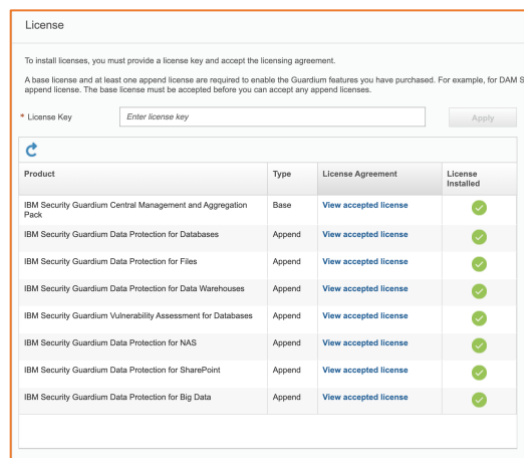 License
To install licenses, you must provide a license key and accept the licensing agreement.
A base license and at least one append license are required to enable the Guardium features you have purchased. For example, for DAM S
append license. The base license must be accepted before you can accept any append licenses.
* License Key Enter license key Apply
Product Type License Agreement License
Installed
IBM Security Guardium Central Management and Aggregation Base View accepted license
Pack
IBM Security Guardium Data Protection for Databases Append View accepted license
IBM Security Guardium Data Protection for Files Append View accepted license
IBM Security Guardium Data Protection for Data Warehouses Append View accepted license
IBM Security Guardium Vulnerability Assessment for Databases Append View accepted license
IBM Security Guardium Data Protection for NAS Append View accepted license
IBM Security Guardium Data Protection for SharePoint Append View accepted license
IBM Security Guardium Data Protection for Big Data Append View accepted license